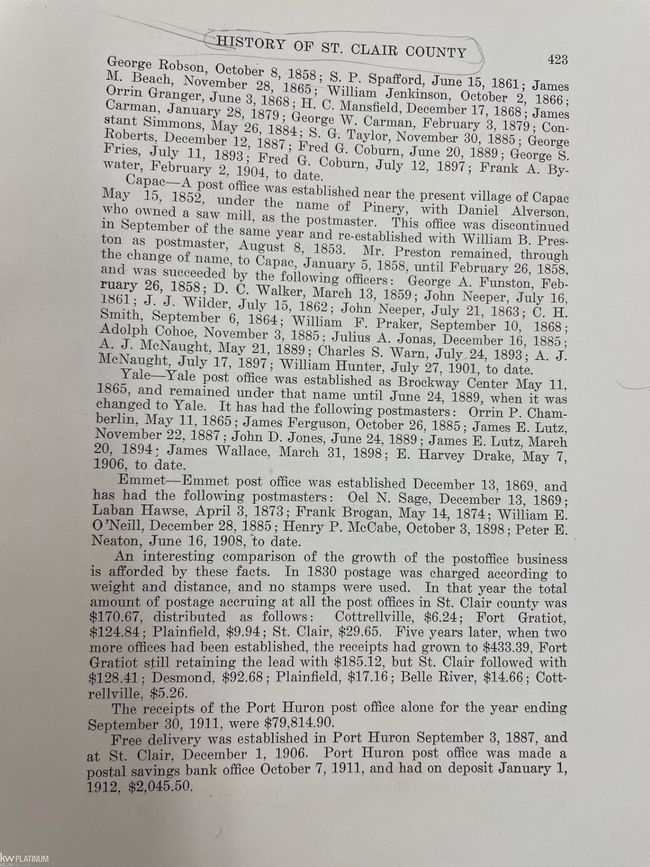 HISTORY OF ST. CLAIR COUNTY
423
George Robson, October 8, 1858; S. P. Spafford, June 15, 1861; James
M. Beach, November 28, 1865; William Jenkinson, October 2, 1866;
Orrin Granger, June 3, 1868; H. C. Mansfield, December 17, 1868; James
Carman, January 28, 1879; George W. Carman, February 3, 1879; Con-
stant Simmons, May 26, 1884; S. G. Taylor, November 30, 1885; George
Roberts, December 12, 1887; Fred G. Coburn, June 20, 1889; George S.
Fries, July 11, 1893; Fred G. Coburn, July 12, 1897; Frank A. By-
water, February 2, 1904, to date.
Capac—A post office was established near the present village of Capac
May 15, 1852, under the name of Pinery, with Daniel Alverson,
who owned a saw mill, as the postmaster. This office was discontinued
in September of the same year and re-established with William B. Pres-
ton as postmaster, August 8, 1853. Mr. Preston remained, through
the change of name, to Capac, January 5, 1858, until February 26, 1858,
and was succeeded by the following officers: George A. Funston, Feb-
ruary 26, 1858; D. C. Walker, March 13, 1859; John Neeper, July 16,
1861; J. J. Wilder, July 15, 1862; John Neeper, July 21, 1863; C. H.
Smith, September 6, 1864; William F. Praker, September 10, 1868;
Adolph Cohoe, November 3, 1885; Julius A. Jonas, December 16, 1885;
A. J. McNaught, May 21, 1889; Charles S. Warn, July 24, 1893; A. J.
McNaught, July 17, 1897; William Hunter, July 27, 1901, to date.
Yale—Yale post office was established as Brockway Center May 11,
1865, and remained under that name until June 24, 1889, when it was
changed to Yale. It has had the following postmasters: Orrin P. Cham-
berlin, May 11, 1865; James Ferguson, October 26, 1885; James E. Lutz,
November 22, 1887; John D. Jones, June 24, 1889; James E. Lutz, March
20, 1894; James Wallace, March 31, 1898; E. Harvey Drake, May 7,
1906, to date.
Emmet—Emmet post office was established December 13, 1869, and
has had the following postmasters: Oel N. Sage, December 13, 1869;
Laban Hawse, April 3, 1873; Frank Brogan, May 14, 1874; William E.
O'Neill, December 28, 1885; Henry P. McCabe, October 3, 1898; Peter E.
Neaton, June 16, 1908, to date.
An interesting comparison of the growth of the postoffice business
is afforded by these facts. In 1830 postage was charged according to
weight and distance, and no stamps were used. In that year the total
amount of postage accruing at all the post offices in St. Clair county was
$170.67, distributed as follows: Cottrellville, $6.24; Fort Gratiot,
$124.84; Plainfield, $9.94; St. Clair, $29.65. Five years later, when two
more offices had been established, the receipts had grown to $433.39, Fort
Gratiot still retaining the lead with $185.12, but St. Clair followed with
$128.41; Desmond, $92.68; Plainfield, $17.16; Belle River, $14.66; Cott-
rellville, $5.26.
The receipts of the Port Huron post office alone for the year ending
September 30, 1911, were $79,814.90.
Free delivery was established in Port Huron September 3, 1887, and
at St. Clair, December 1, 1906. Port Huron post office was made a
postal savings bank office October 7, 1911, and had on deposit January 1,
1912, $2,045.50.
kw PLATINUM